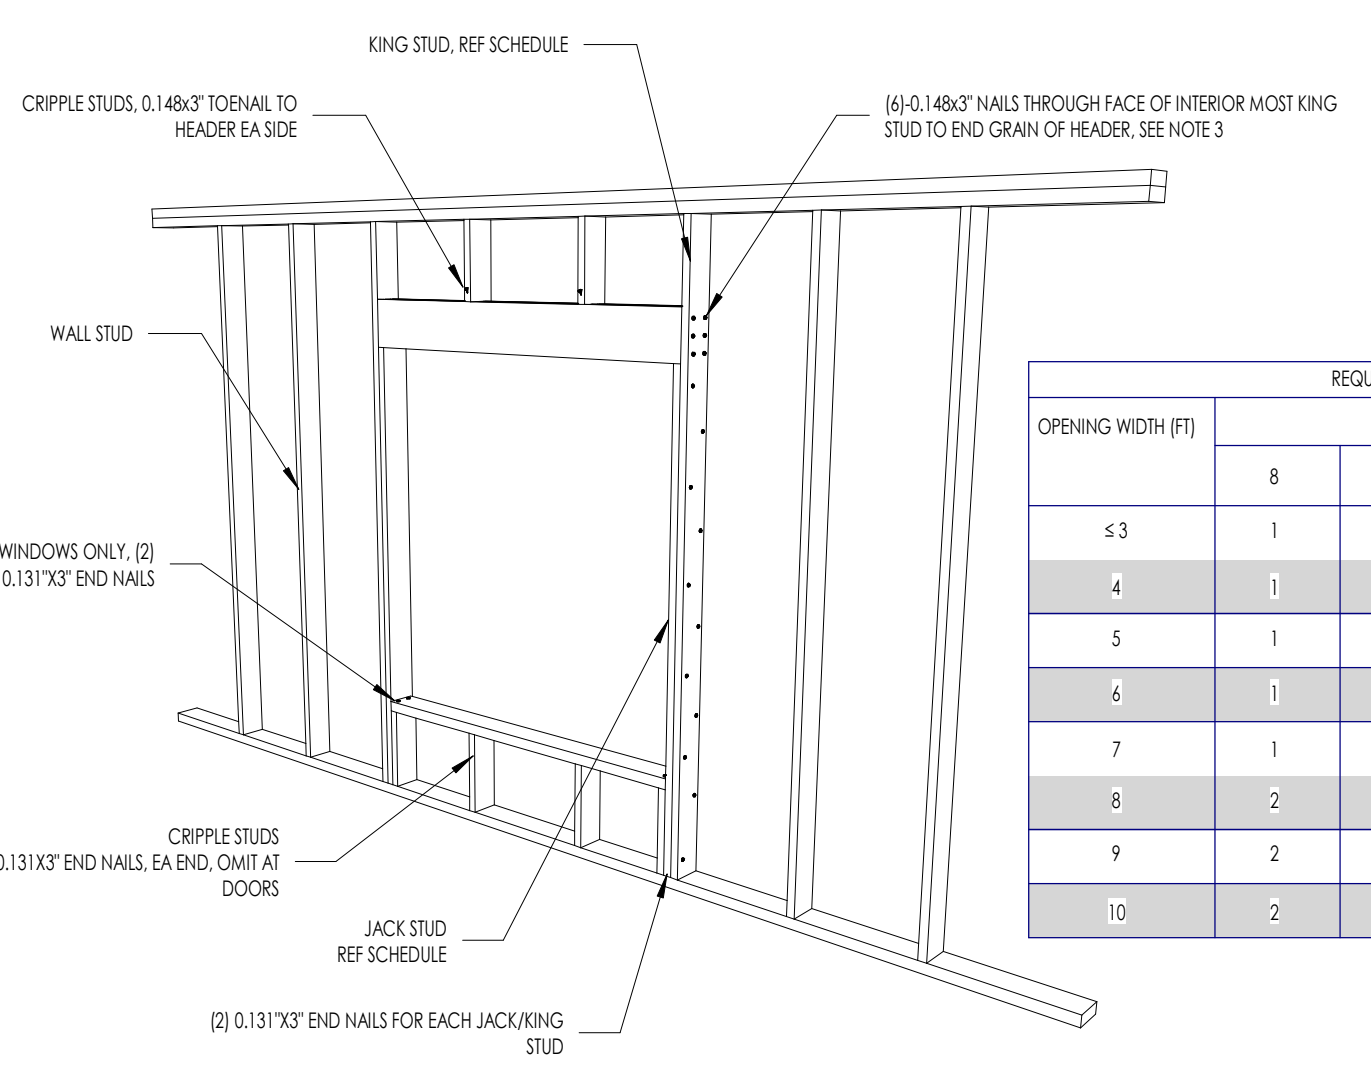 KING STUD, REF SCHEDULE
CRIPPLE STUDS, 0.148x3" TOENAIL TO
HEADER EA SIDE
(6)-0.148x3" NAILS THROUGH FACE OF INTERIOR MOST KING
STUD TO END GRAIN OF HEADER, SEE NOTE 3
WALL STUD
WINDOWS ONLY, (2)
0.131"X3" END NAILS
CRIPPLE STUDS
0.131X3" END NAILS, EA END, OMIT AT
DOORS
JACK STUD
REF SCHEDULE
(2) 0.131"X3" END NAILS FOR EACH JACK/KING
STUD
OPENING WIDTH (FT)
8
≤ 3 1
4 1
5 1
6 1
7 1
8 2
9 2
10 2